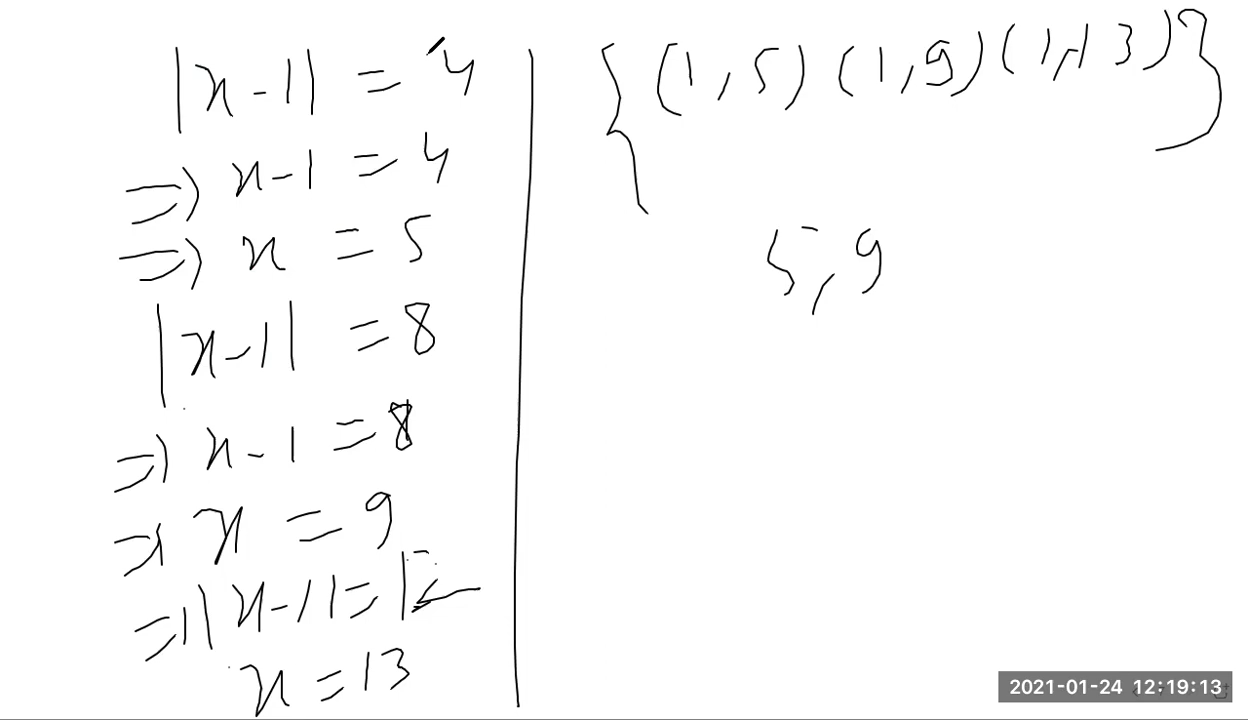 |x-1| = 4
=> x-1 = 4
=> x = 5
|x-1| = 8
=> x-1 = 8
=> x = 9
=> |x-1| = 12
x = 13
{(1,5)(1,9)(1,13)}
5,9
2021-01-24 12:19:13